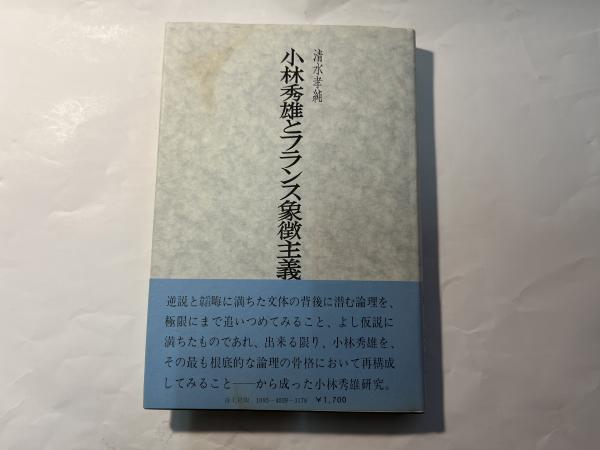 清水孝純
小林秀雄とフランス象徴主義
逆説と韜晦に満ちた文体の背後に潜む論理を、
極限にまで追いつめてみること、よし仮説に
満ちたものであれ、出来る限り、小林秀雄を、
その最も根底的な論理の骨格において再構成
してみること──から成った小林秀雄研究。
1095-4009-3178 ¥1,700